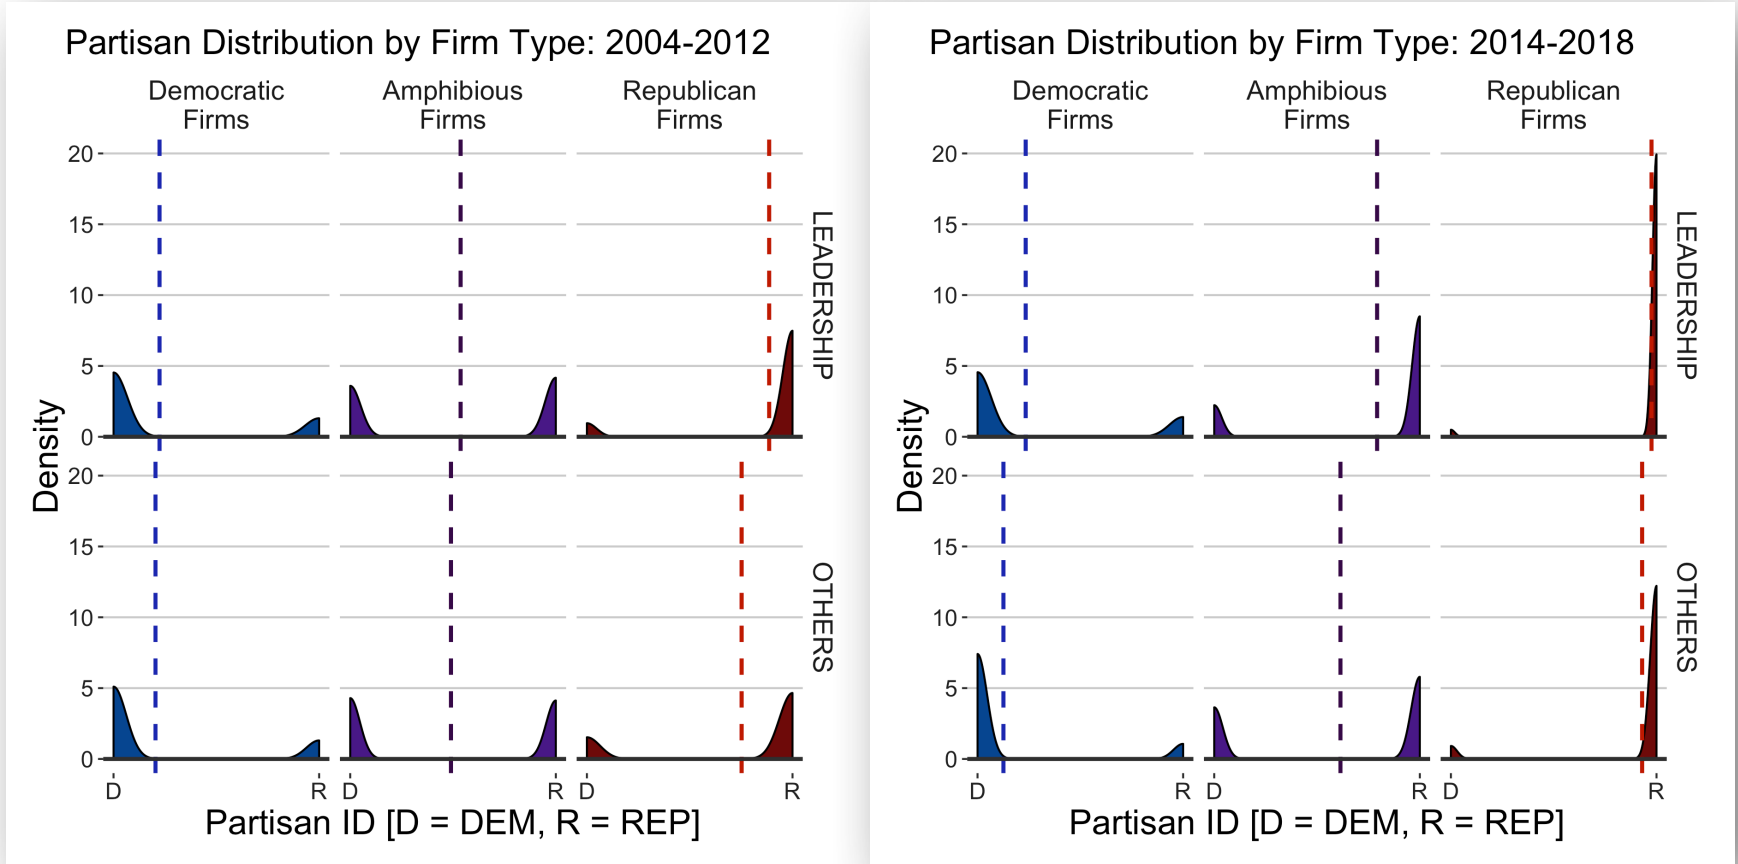 Partisan Distribution by Firm Type: 2004-2012
Democratic
Firms
Amphibious
Firms
Republican
Firms
20
15
10
5
0
LEADERSHIP
Density
20
15
10
5
0
OTHERS
D
R
D
R
D
R
Partisan ID [D = DEM, R = REP]
Partisan Distribution by Firm Type: 2014-2018
Democratic
Firms
Amphibious
Firms
Republican
Firms
20
15
10
5
0
LEADERSHIP
Density
20
15
10
5
0
OTHERS
D
R
D
R
D
R
Partisan ID [D = DEM, R = REP]